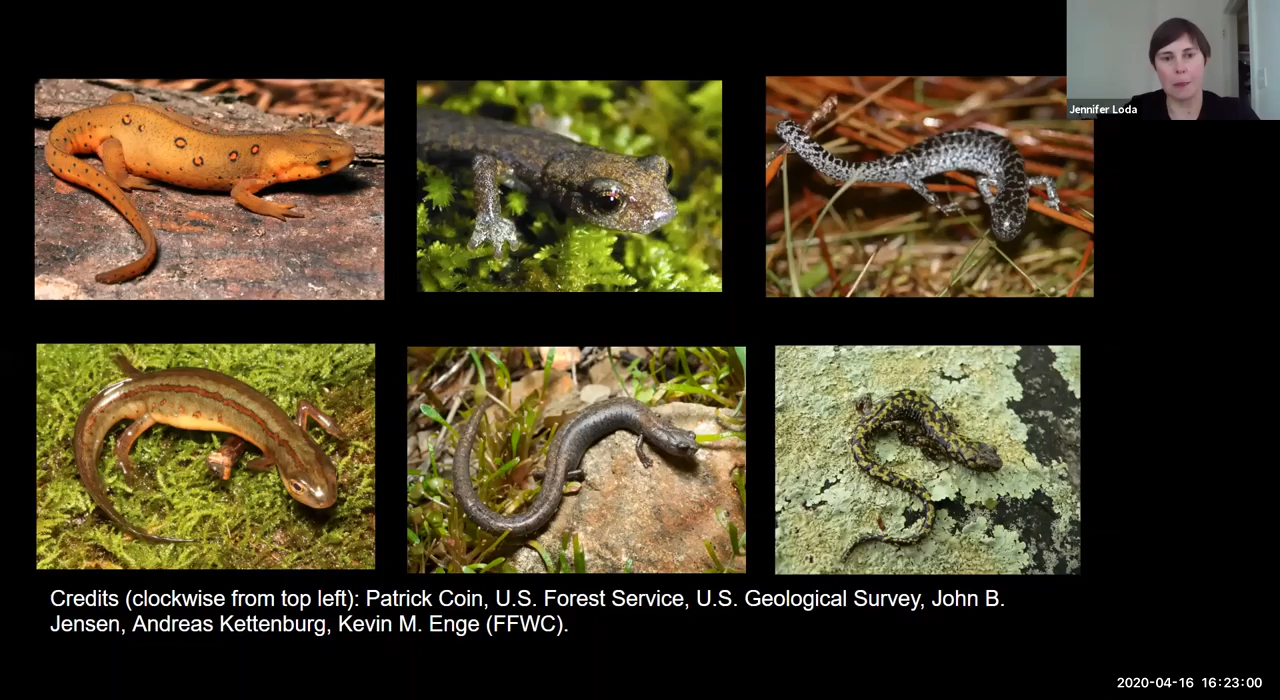 Jennifer Loda
Credits (clockwise from top left): Patrick Coin, U.S. Forest Service, U.S. Geological Survey, John B.
Jensen, Andreas Kettenburg, Kevin M. Enge (FFWC).
2020-04-16 16:23:00